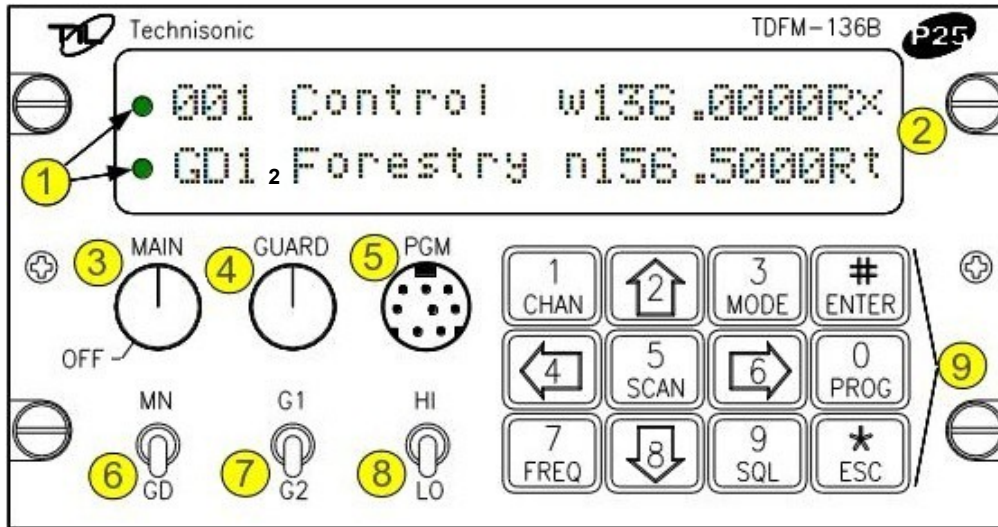 TiL Technisonic TDFM-136B P25
001 Control w136.0000Rx
1 2
GD1 2 Forestry n156.5000Rt
3 MAIN 4 GUARD 5 PGM
OFF
1 CHAN 2 3 MODE # ENTER
4 5 SCAN 6 0 PROG 9
MN G1 HI
6 7 8
GD G2 LO
7 FREQ 8 9 SQL * ESC